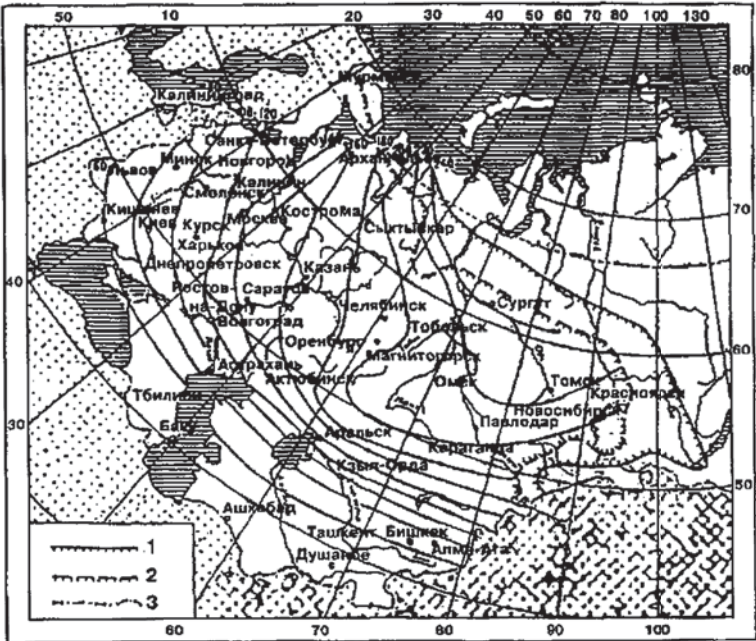 50 10 20 30 40 50 60 70 80 100 130
80
Калининград
Санкт-Петербург
Минск Новгород
Калинин
Смоленск
Кишинев
Москва Кострома
Киев Курск
Сыктывкар
70
Харьков
Днепропетровск
Казань
40
Ростов- Саратов
на-Дону
Челябинск
Сургут
Волгоград
Тобольск
Оренбург
60
Магнитогорск
Астрахань
Актюбинск
Омск
Томск
Тбилиси
Красноярск
Новосибирск
Павлодар
30
Баку
Аральск
Караганда
Кзыл-Орда
50
Ашхабад
Ташкент Бишкек
Алма-Ата
Душанбе
1
2
3
60 70 80 90 100